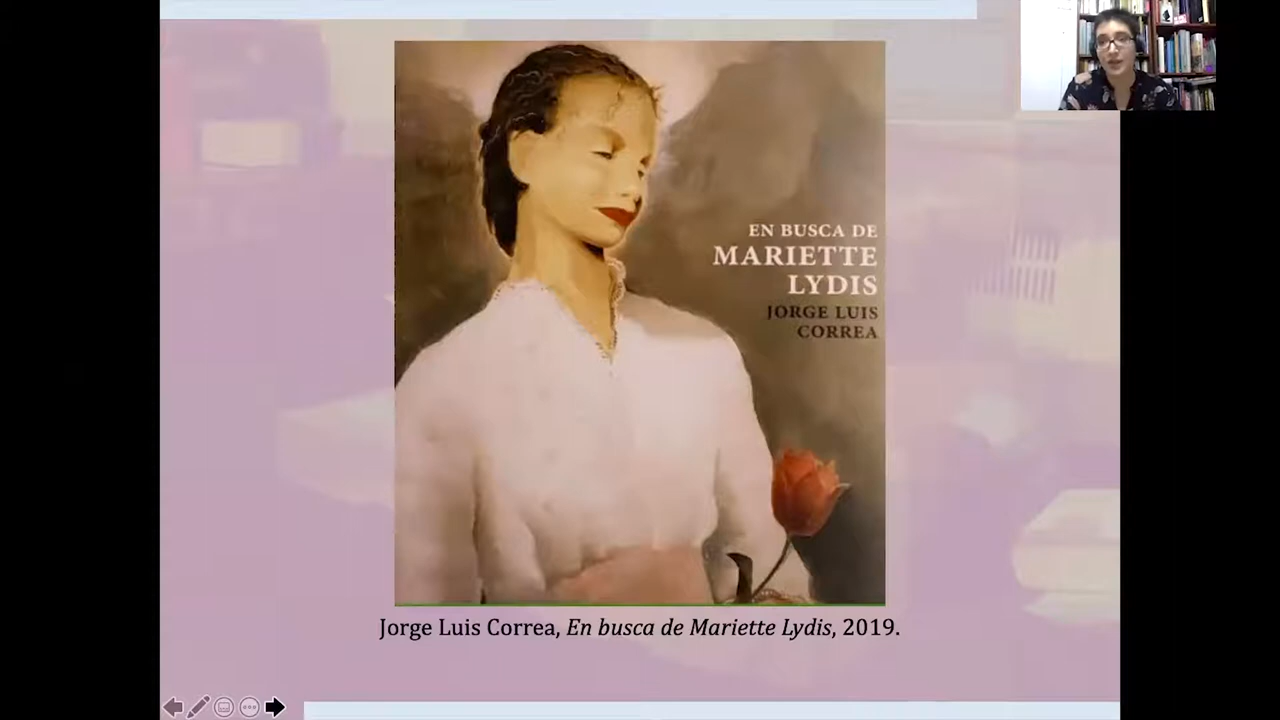 EN BUSCA DE
MARIETTE
LYDIS
JORGE LUIS
CORREA
Jorge Luis Correa, En busca de Mariette Lydis, 2019.